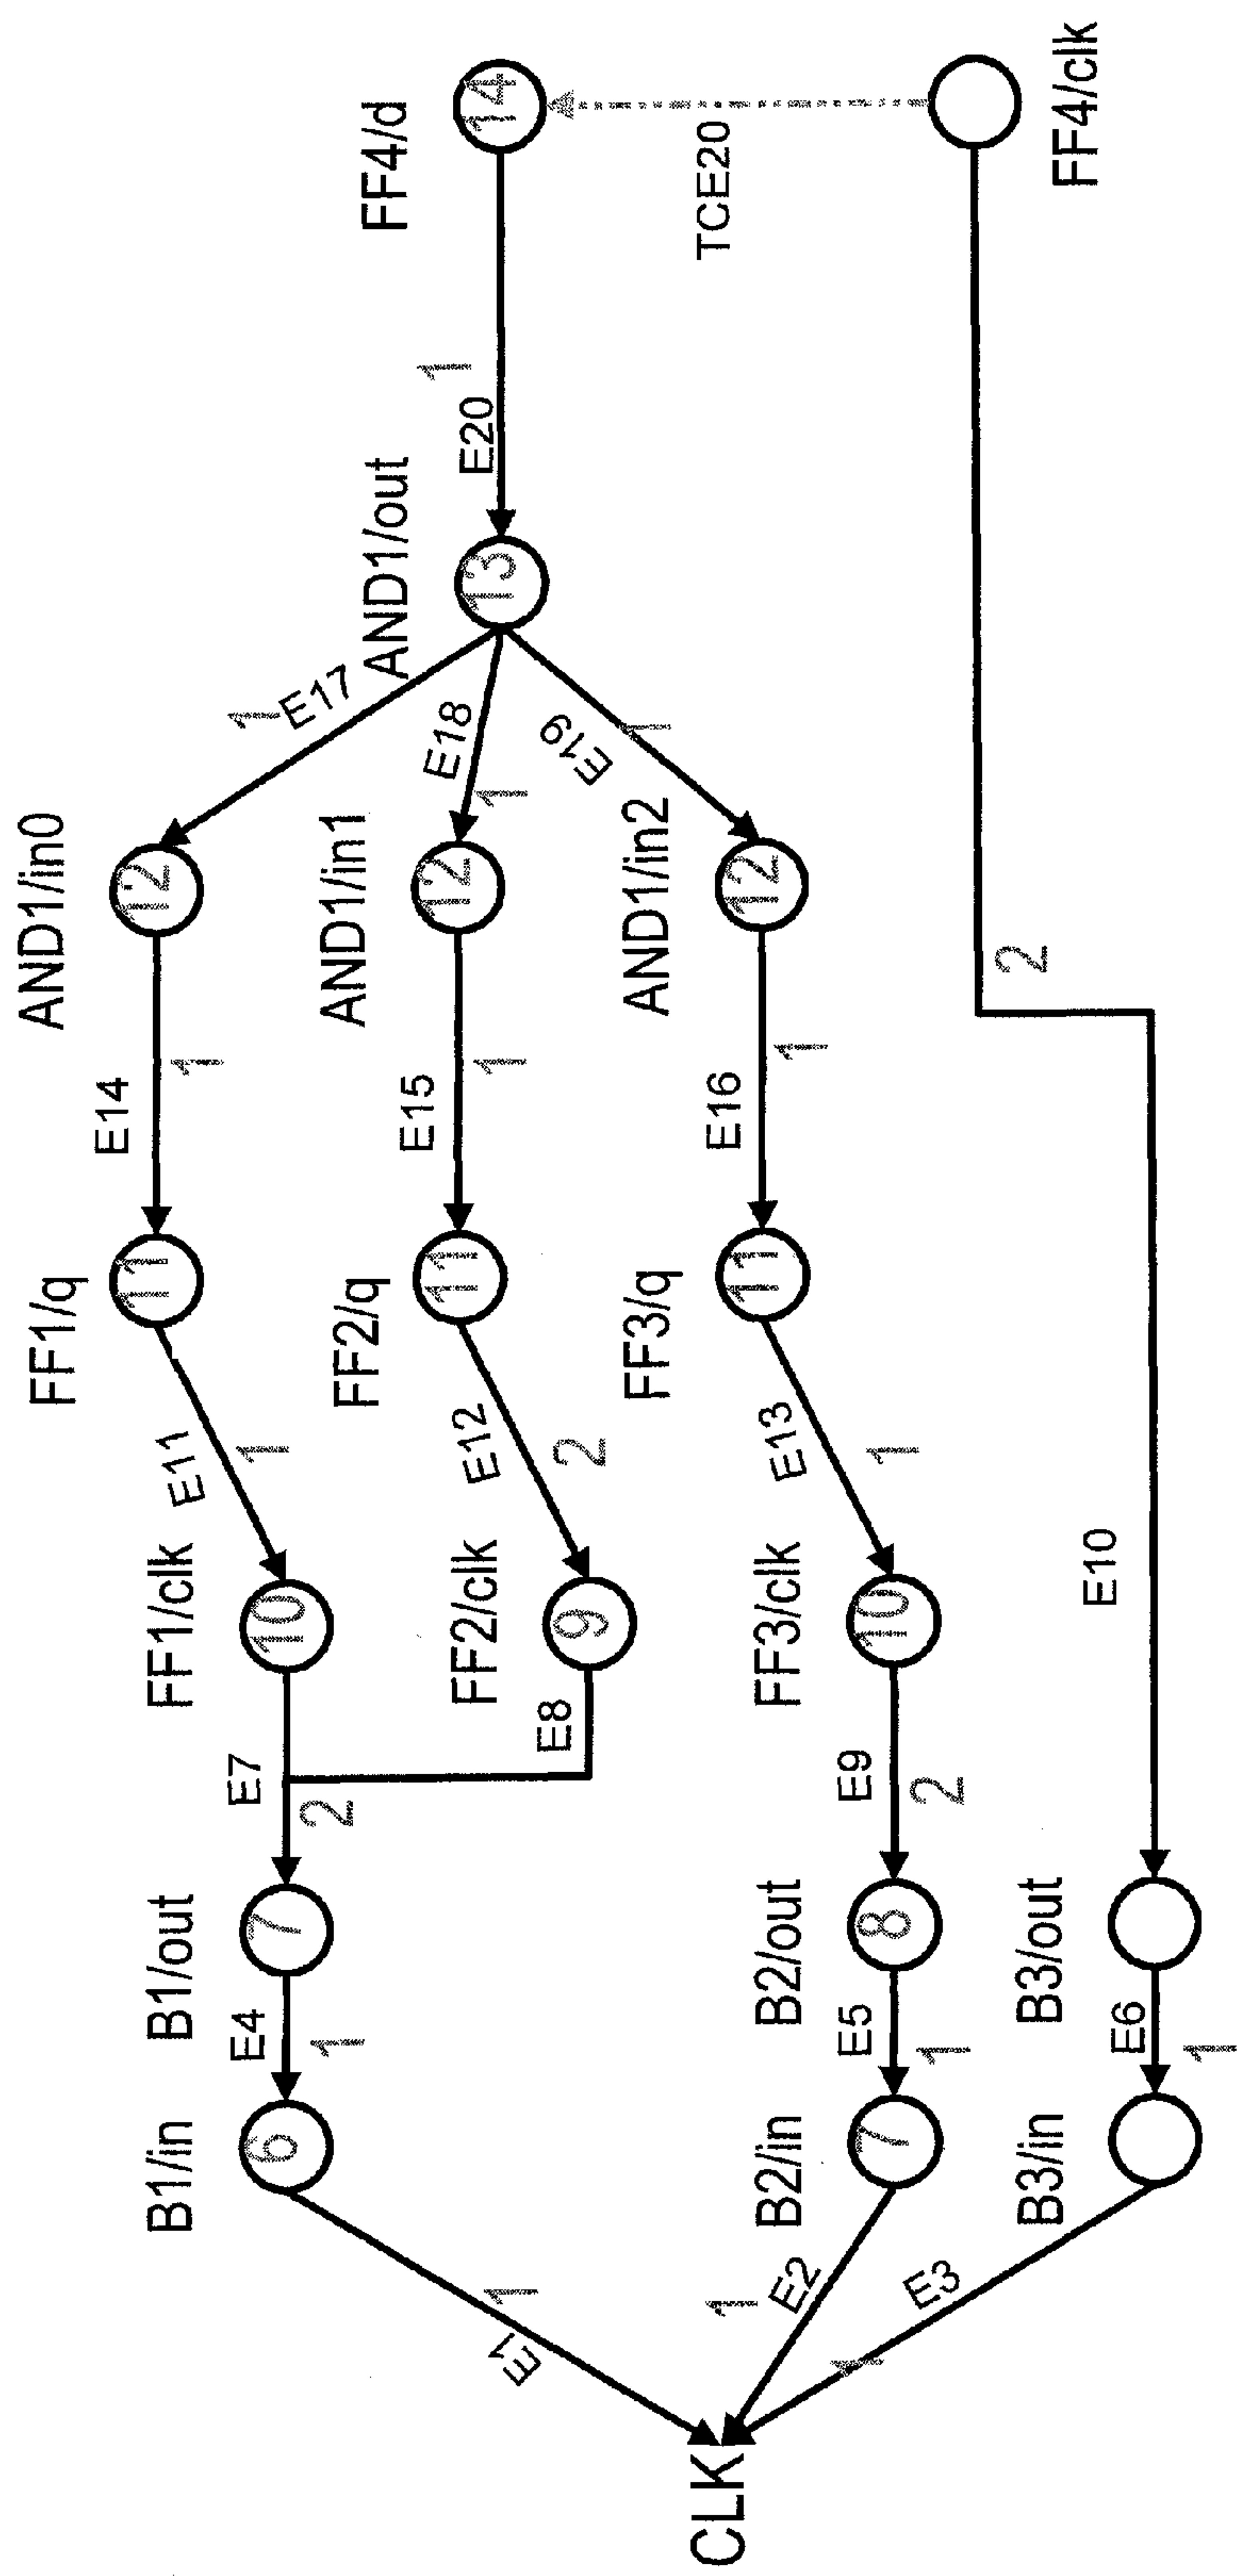 AND1/in0
FF1/q
E14
1
12
1
E17
11
E11
1
FF1/clk
B1/out
B1/in
E7
10
E4
7
2
6
1
1
E1
AND1/in1
FF2/q
E15
1
12
1
E18
AND1/out
FF4/d
11
E12
2
FF2/clk
E8
9
E20
1
13
14
AND1/in2
FF3/q
E16
1
12
1
E19
11
E13
1
FF3/clk
B2/out
B2/in
E9
10
E5
8
2
7
1
1
E2
CLK
TCE20
2
FF4/clk
E10
B3/out
B3/in
E6
1
E3
1